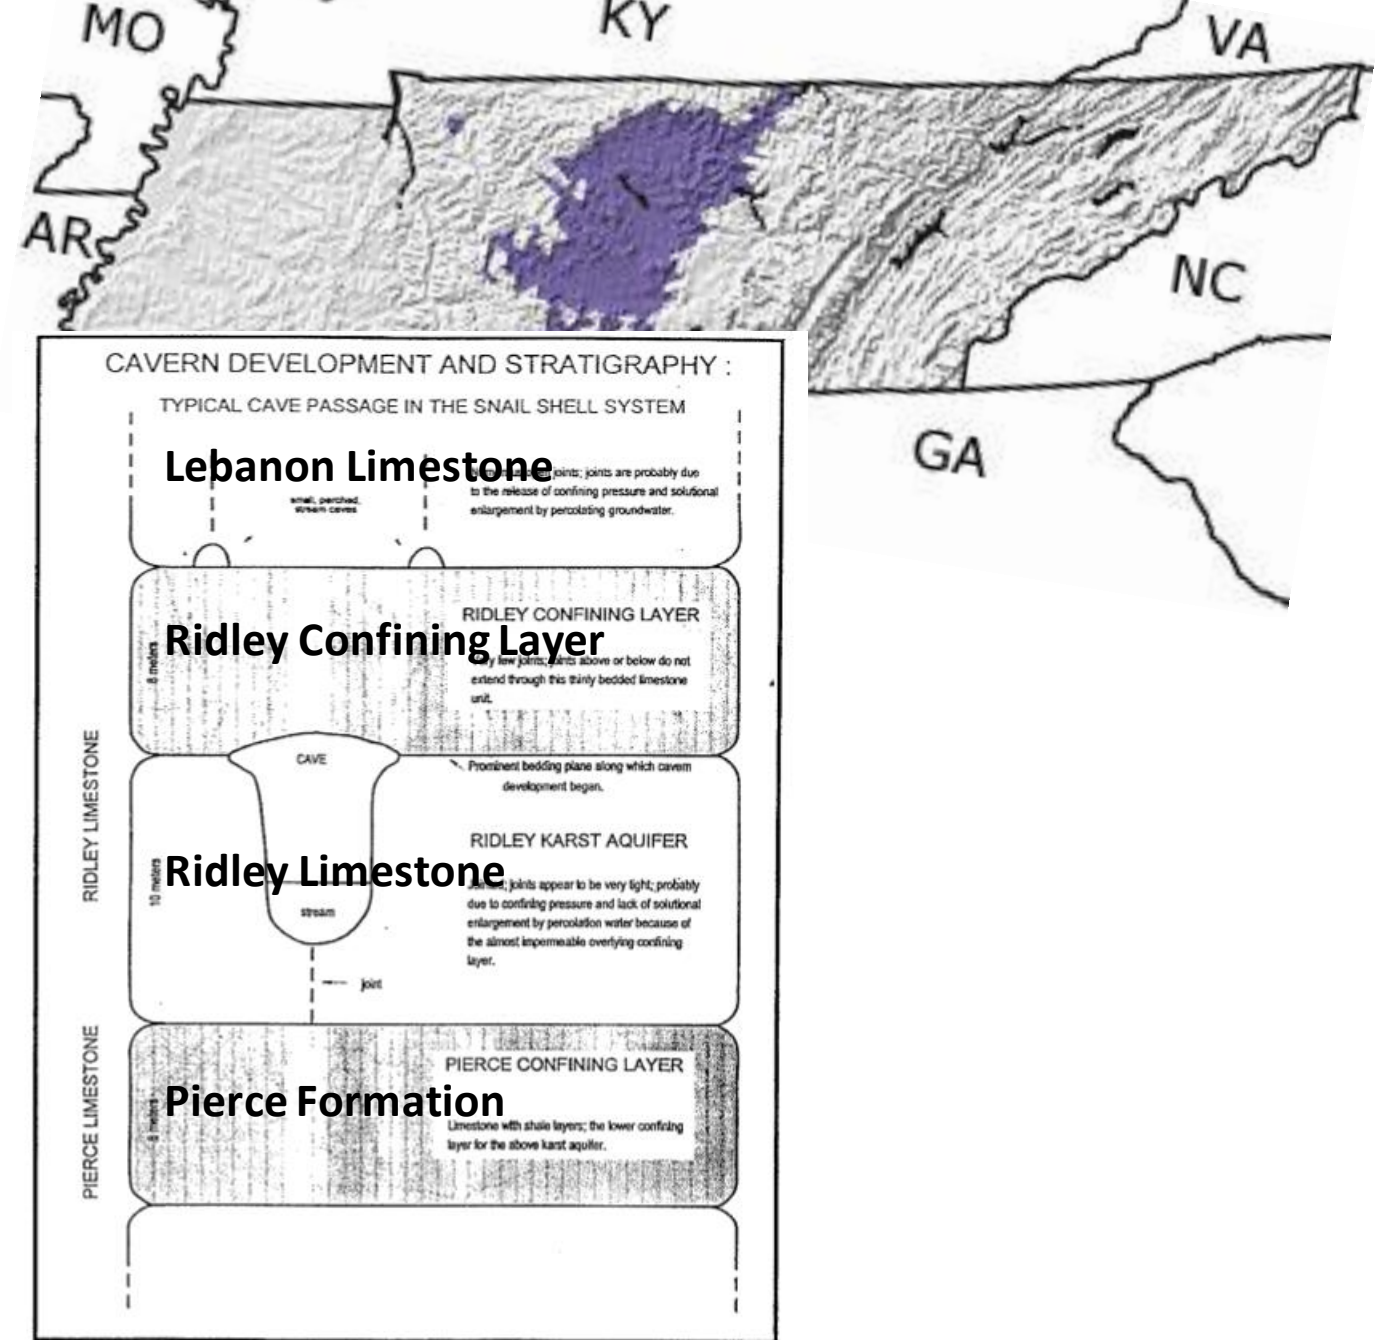 MO
KY
VA
AR
NC
GA
CAVERN DEVELOPMENT AND STRATIGRAPHY :
TYPICAL CAVE PASSAGE IN THE SNAIL SHELL SYSTEM
Lebanon Limestone
joints; joints are probably due
to the release of confining pressure and solutional
enlargement by percolating groundwater.
small, perched,
stream caves
RIDLEY CONFINING LAYER
Ridley Confining Layer
few joints; joints above or below do not
extend through this thinly bedded limestone
unit.
8 meters
CAVE
Prominent bedding plane along which cavern
development began.
RIDLEY LIMESTONE
RIDLEY KARST AQUIFER
Ridley Limestone
joints appear to be very tight; probably
due to confining pressure and lack of solutional
enlargement by percolation water because of
the almost impermeable overlying confining
layer.
10 meters
stream
joint
PIERCE LIMESTONE
PIERCE CONFINING LAYER
Pierce Formation
Limestone with shale layers; the lower confining
layer for the above karst aquifer.
8 meters